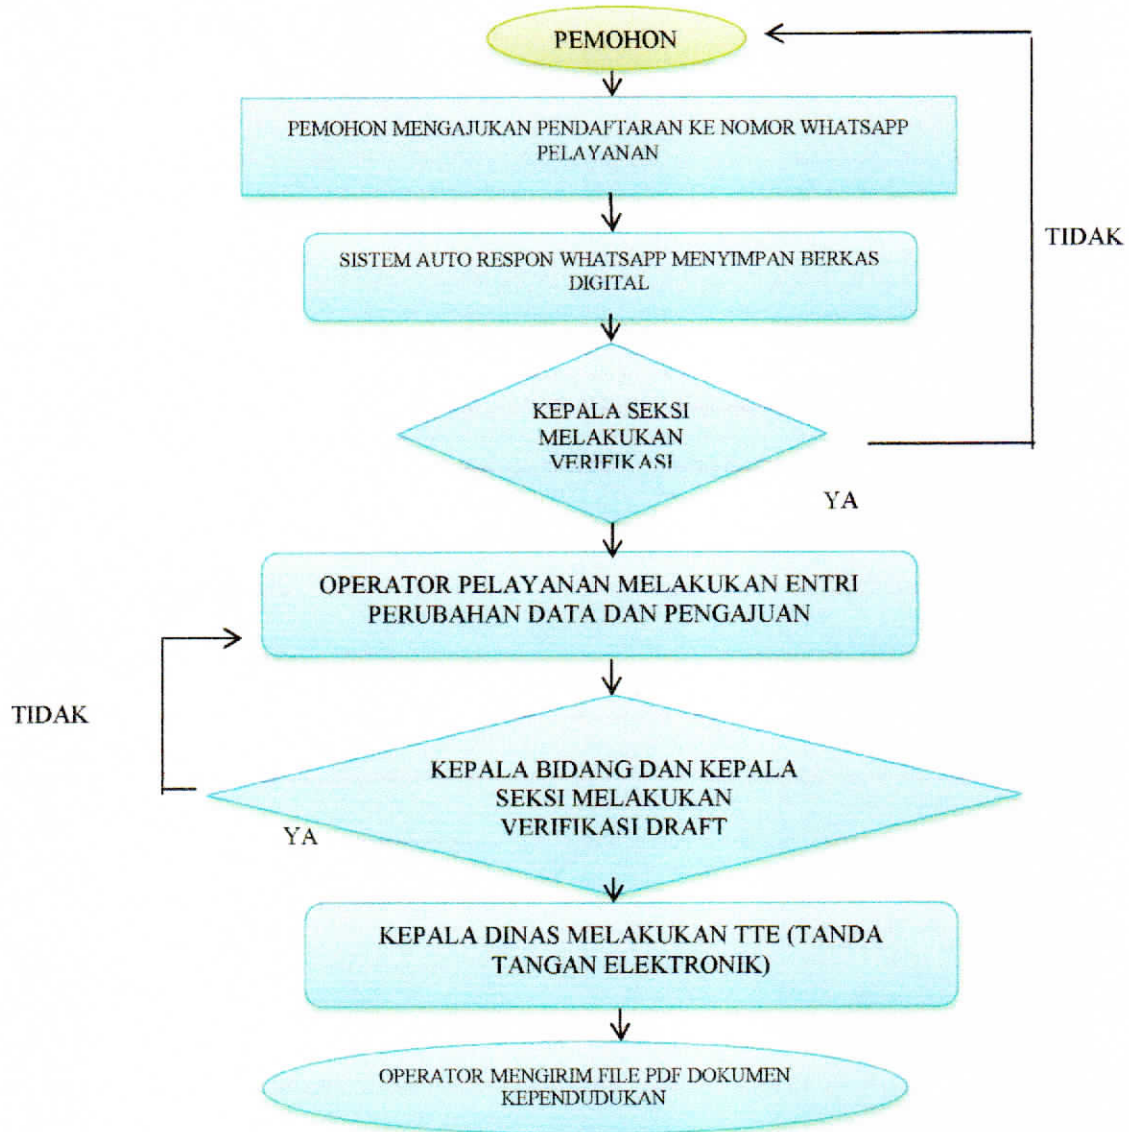 PEMOHON
PEMOHON MENGAJUKAN PENDAFTARAN KE NOMOR WHATSAPP
PELAYANAN
TIDAK
SISTEM AUTO RESPON WHATSAPP MENYIMPAN BERKAS
DIGITAL
KEPALA SEKSI
MELAKUKAN
VERIFIKASI
YA
OPERATOR PELAYANAN MELAKUKAN ENTRI
PERUBAHAN DATA DAN PENGAJUAN
TIDAK
KEPALA BIDANG DAN KEPALA
SEKSI MELAKUKAN
VERIFIKASI DRAFT
YA
KEPALA DINAS MELAKUKAN TTE (TANDA
TANGAN ELEKTRONIK)
OPERATOR MENGIRIM FILE PDF DOKUMEN
KEPENDUDUKAN